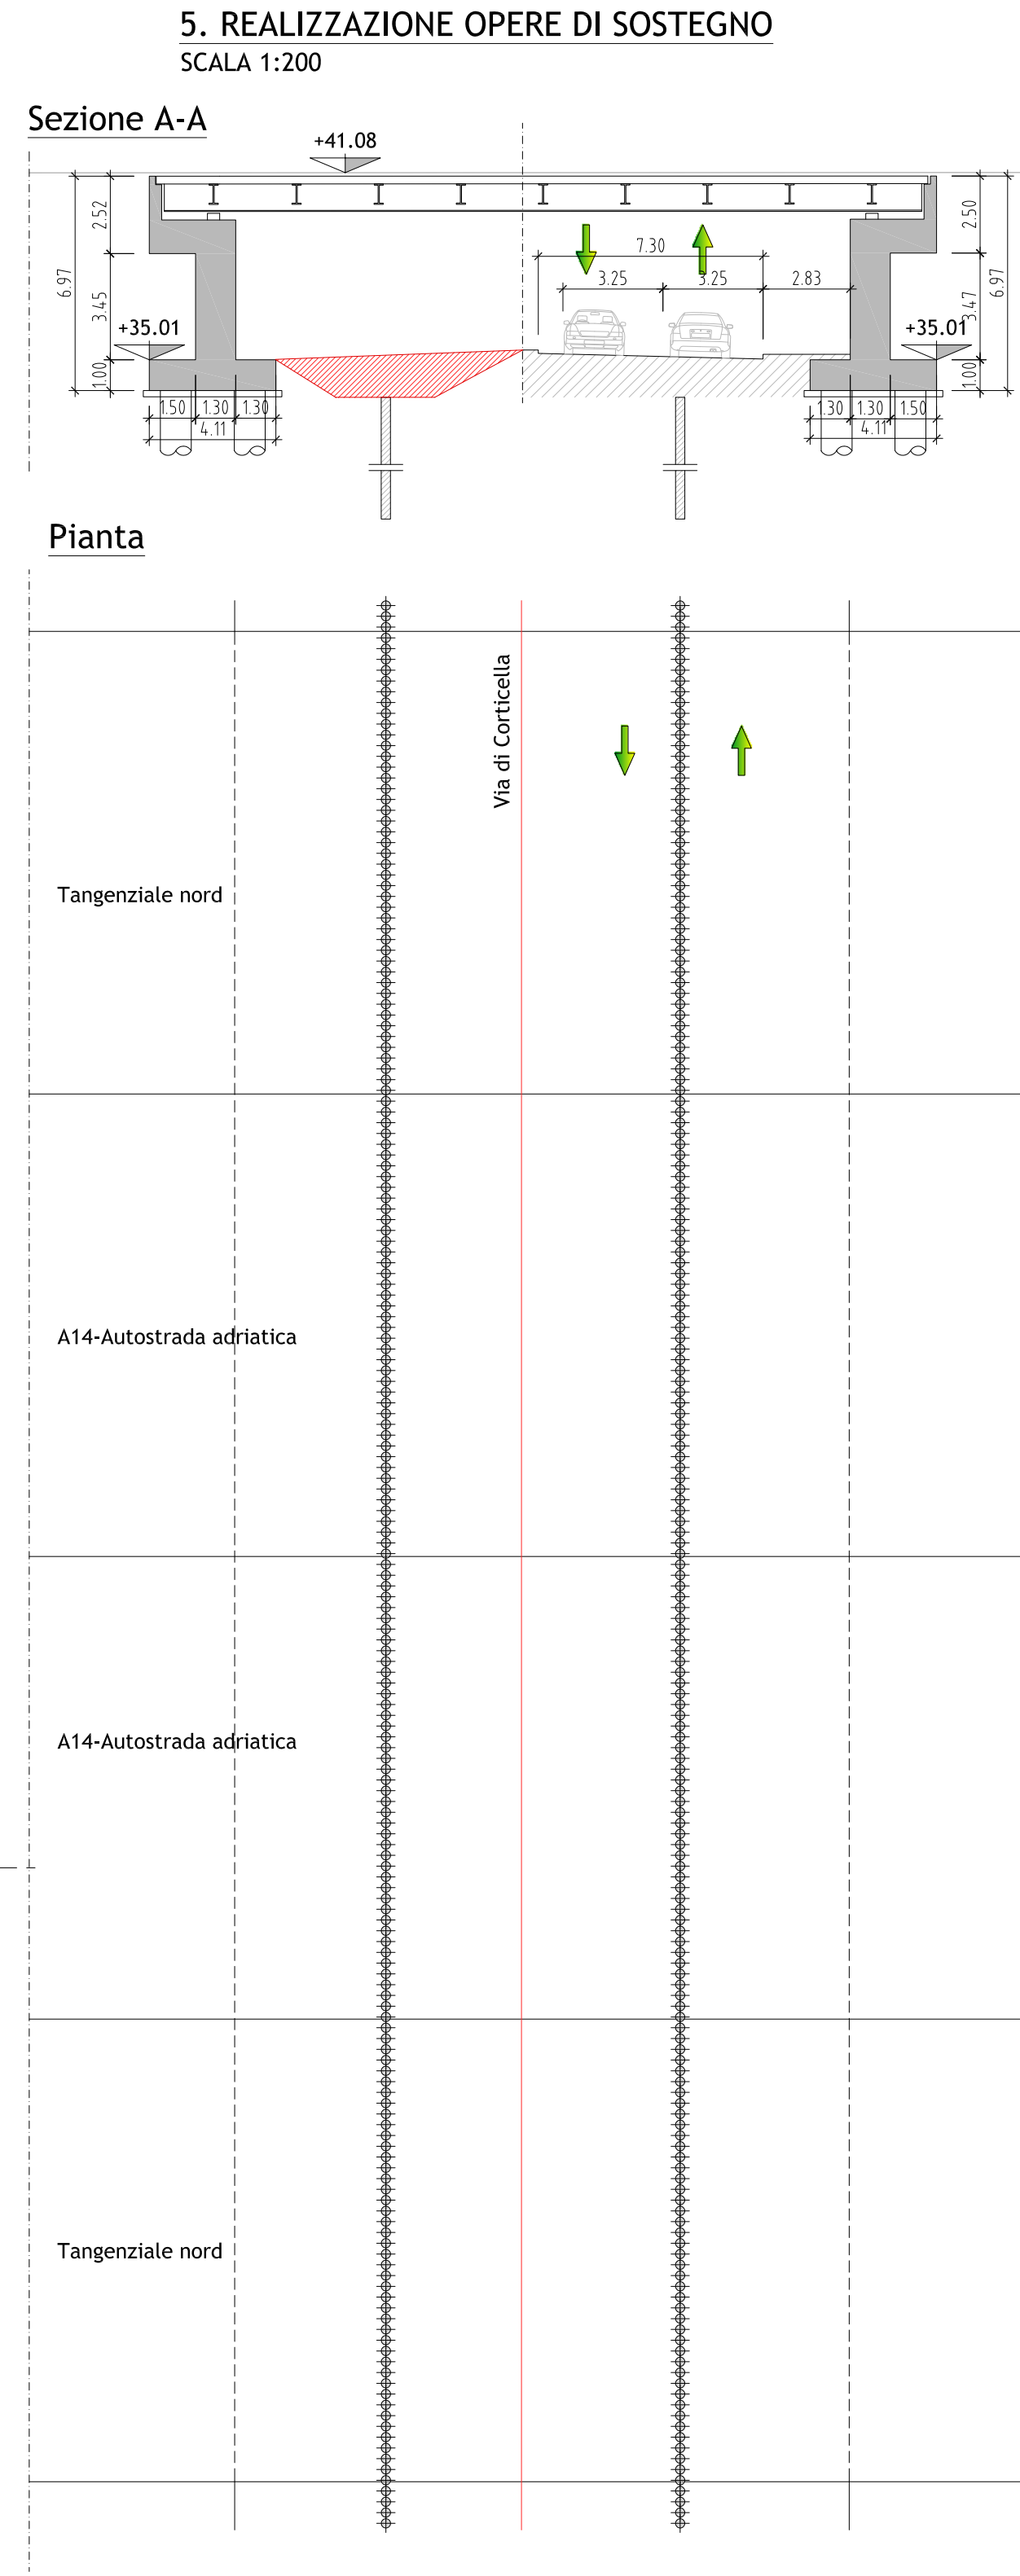 5. REALIZZAZIONE OPERE DI SOSTEGNO
SCALA 1:200
Sezione A-A
+41.08
2.52
2.50
7.30
6.97
6.97
3.25
3.25
2.83
3.45
3.47
+35.01
+35.01
1.00
1.00
1.50
1.30
1.30
1.30
1.30
1.50
4.11
4.11
Pianta
Via di Corticella
Tangenziale nord
A14-Autostrada adriatica
A14-Autostrada adriatica
Tangenziale nord